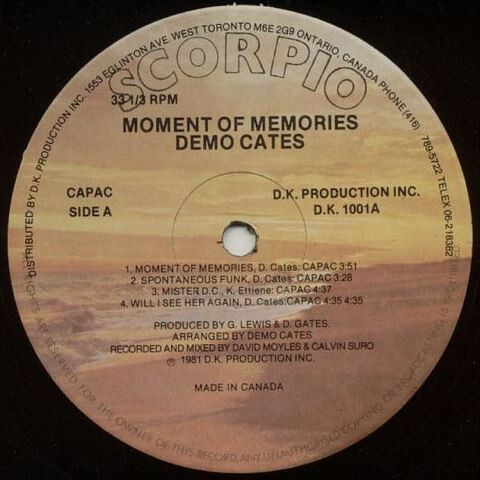 DISTRIBUTED BY D.K. PRODUCTION INC. 1553 EGLINTON AVE. WEST TORONTO M6E 2G9 ONTARIO, CANADA PHONE (416) 789-5722 TELEX 06-218382
SCORPIO
33 1/3 RPM
MOMENT OF MEMORIES
DEMO CATES
CAPAC
SIDE A
D.K. PRODUCTION INC.
D.K. 1001A
1. MOMENT OF MEMORIES, D. Cates: CAPAC 3:51
2. SPONTANEOUS FUNK, D. Cates: CAPAC 3:28
3. MISTER D.C., K. Ettiene: CAPAC 4:37
4. WILL I SEE HER AGAIN, D. Cates:CAPAC 4:35 4:35
PRODUCED BY G. LEWIS & D. GATES.
ARRANGED BY DEMO CATES
RECORDED AND MIXED BY DAVID MOYLES & CALVIN SURO
℗ 1981 D.K. PRODUCTION INC.
MADE IN CANADA
RESERVED FOR THE OWNER OF THIS RECORD, ANY UNAUTHORISED COPYING OR